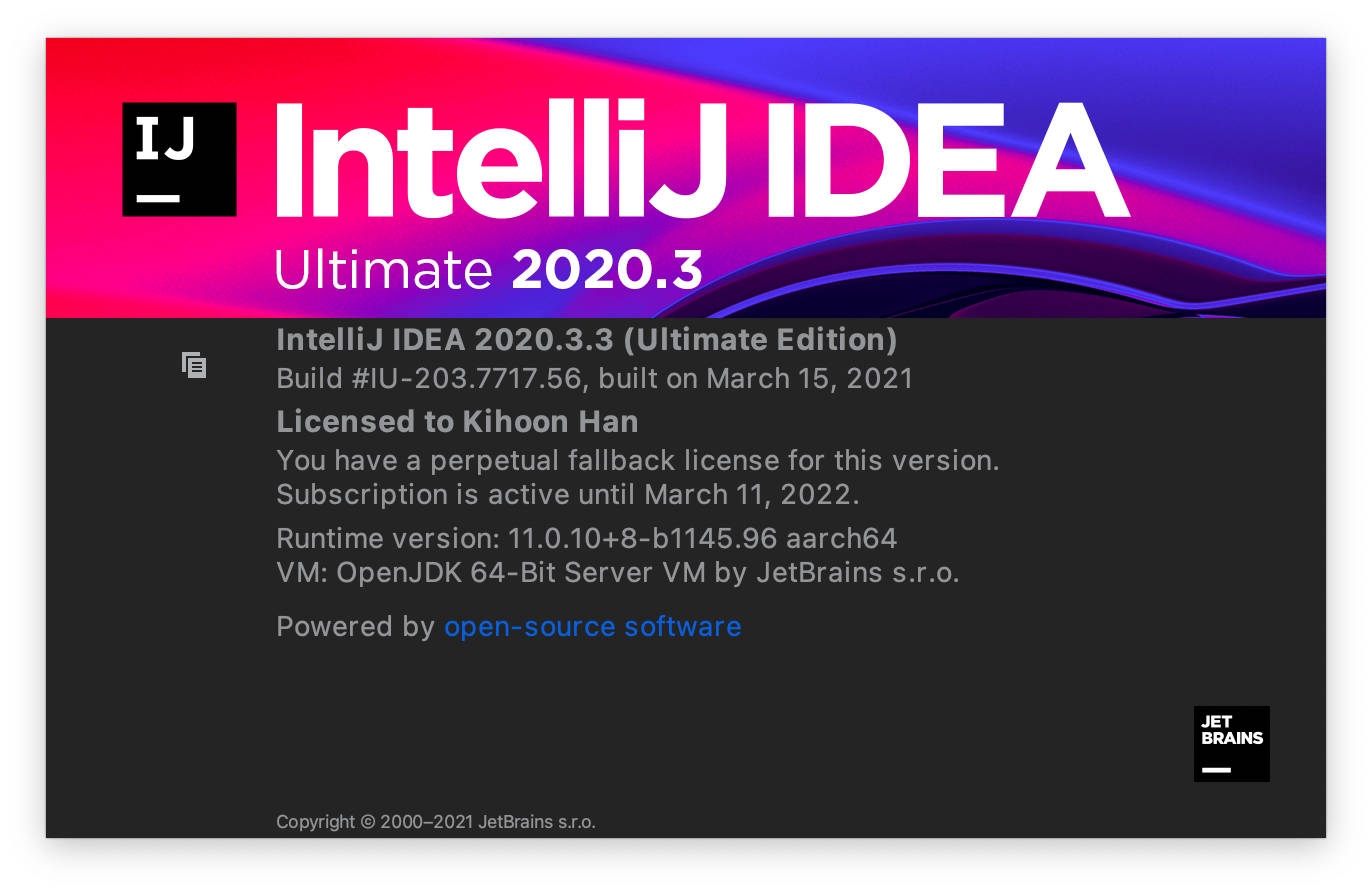 IJ
IntelliJ IDEA
Ultimate 2020.3
IntelliJ IDEA 2020.3.3 (Ultimate Edition)
Build #IU-203.7717.56, built on March 15, 2021
Licensed to Kihoon Han
You have a perpetual fallback license for this version.
Subscription is active until March 11, 2022.
Runtime version: 11.0.10+8-b1145.96 aarch64
VM: OpenJDK 64-Bit Server VM by JetBrains s.r.o.
Powered by open-source software
JET
BRAINS
Copyright © 2000–2021 JetBrains s.r.o.